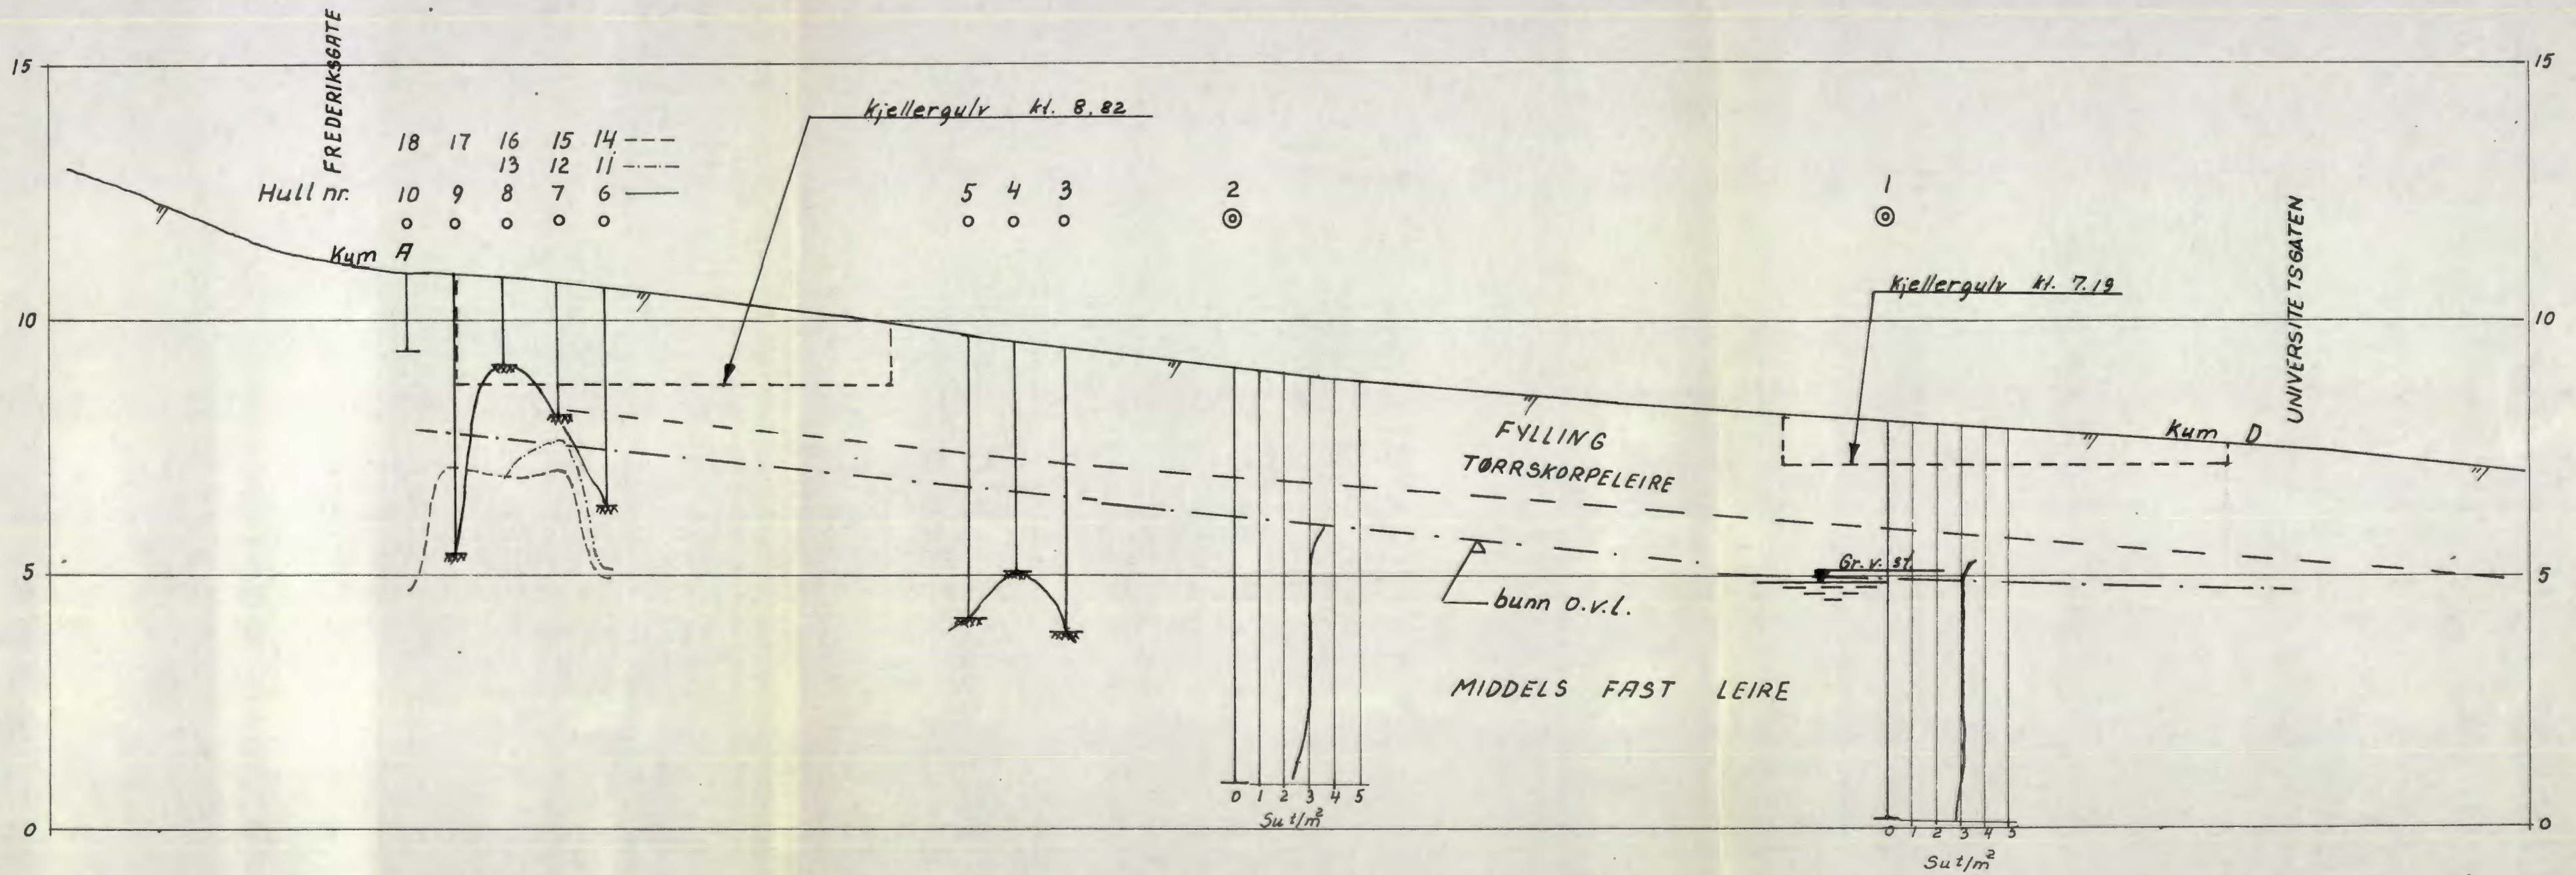 FREDERIKSGATE
15
15
Kjellergulv kt. 8.82
18 17 16 15 14
13 12 11
Hull nr. 10 9 8 7 6
5 4 3
2
1
UNIVERSITETSGATEN
Kum A
Kjellergulv kt. 7.19
10
10
FYLLING
TØRRSKORPELEIRE
Kum D
Gr.v.st.
5
5
bunn o.v.l.
MIDDELS FAST LEIRE
0 1 2 3 4 5
Su t/m²
0
0
0 1 2 3 4 5
Su t/m²